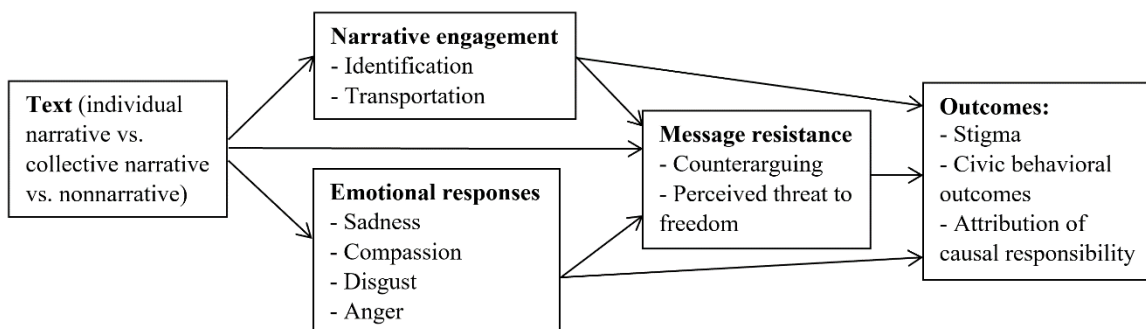 Text (individual
narrative vs.
collective narrative
vs. nonnarrative)
Narrative engagement
- Identification
- Transportation
Emotional responses
- Sadness
- Compassion
- Disgust
- Anger
Message resistance
- Counterarguing
- Perceived threat to
freedom
Outcomes:
- Stigma
- Civic behavioral
outcomes
- Attribution of
causal responsibility